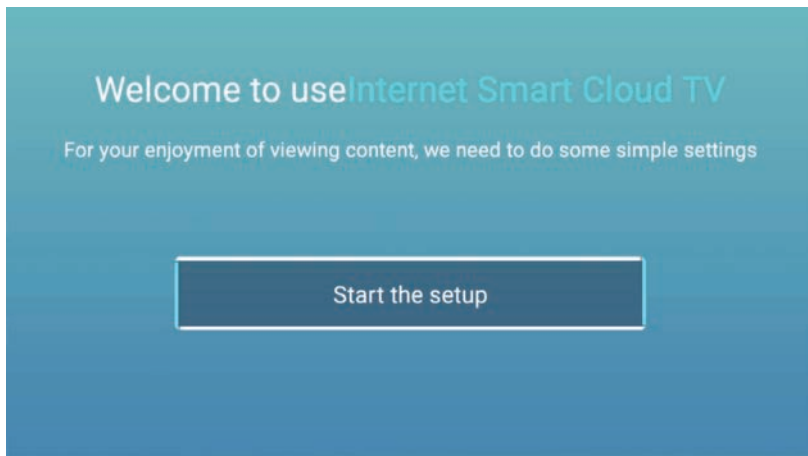 Welcome to useInternet Smart Cloud TV
For your enjoyment of viewing content, we need to do some simple settings
Start the setup